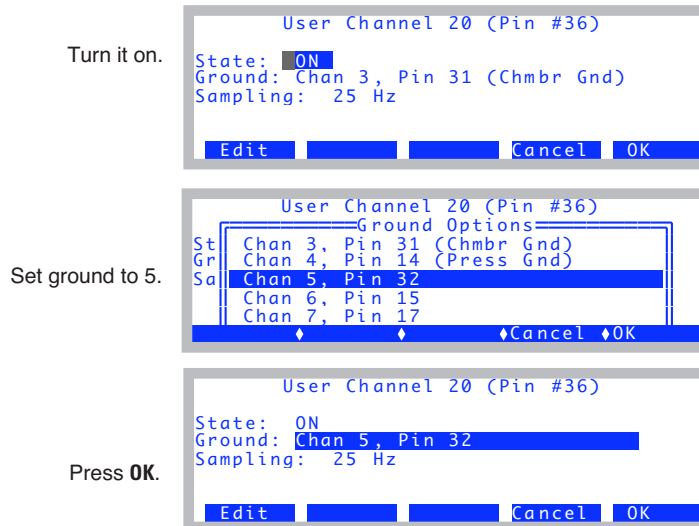 Turn it on.
User Channel 20 (Pin #36)
State: ON
Ground: Chan 3, Pin 31 (Chmbr Gnd)
Sampling: 25 Hz
Edit Cancel OK
Set ground to 5.
User Channel 20 (Pin #36)
Ground Options
St Chan 3, Pin 31 (Chmbr Gnd)
Gr Chan 4, Pin 14 (Press Gnd)
Sa Chan 5, Pin 32
Chan 6, Pin 15
Chan 7, Pin 17
♦ ♦ ♦Cancel ♦OK
Press OK.
User Channel 20 (Pin #36)
State: ON
Ground: Chan 5, Pin 32
Sampling: 25 Hz
Edit Cancel OK